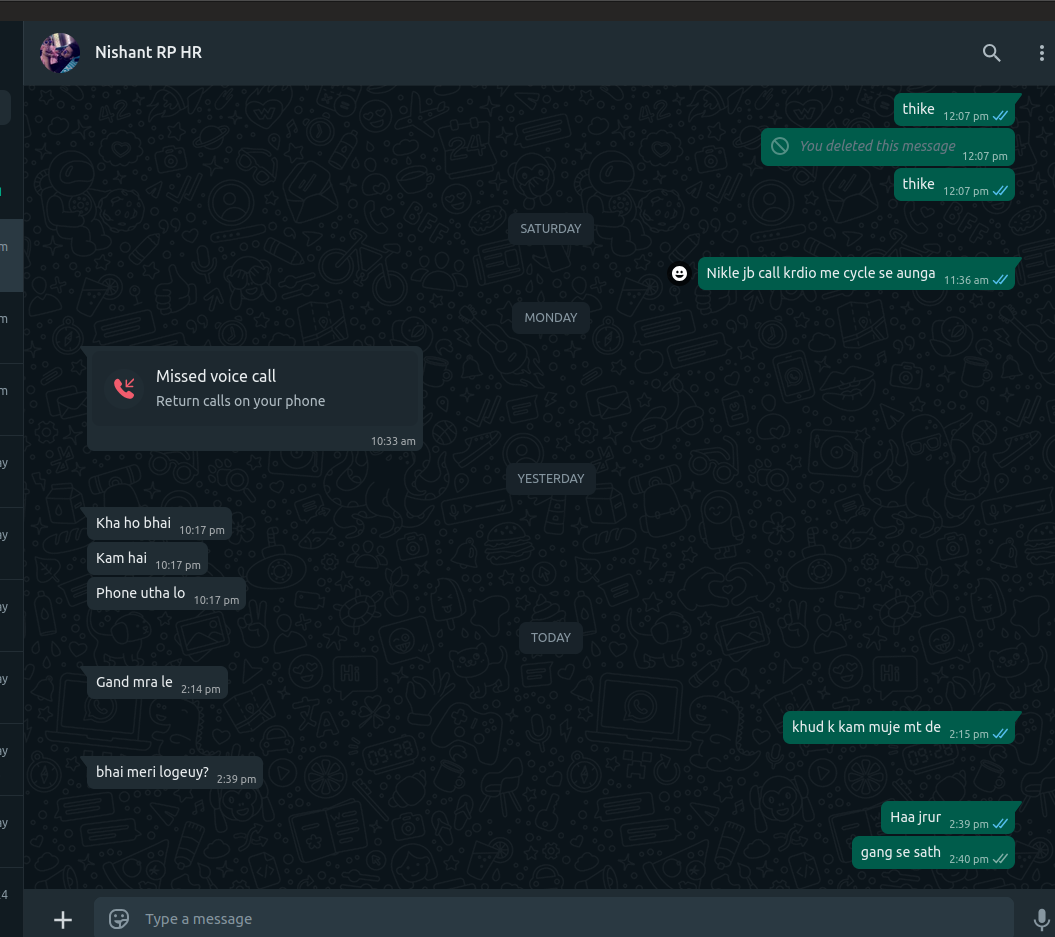 Nishant RP HR
thike 12:07 pm
You deleted this message 12:07 pm
thike 12:07 pm
SATURDAY
Nikle jb call krdio me cycle se aunga 11:36 am
MONDAY
Missed voice call
Return calls on your phone
10:33 am
YESTERDAY
Kha ho bhai 10:17 pm
Kam hai 10:17 pm
Phone utha lo 10:17 pm
TODAY
Gand mra le 2:14 pm
khud k kam muje mt de 2:15 pm
bhai meri logeuy? 2:39 pm
Haa jrur 2:39 pm
gang se sath 2:40 pm
Type a message